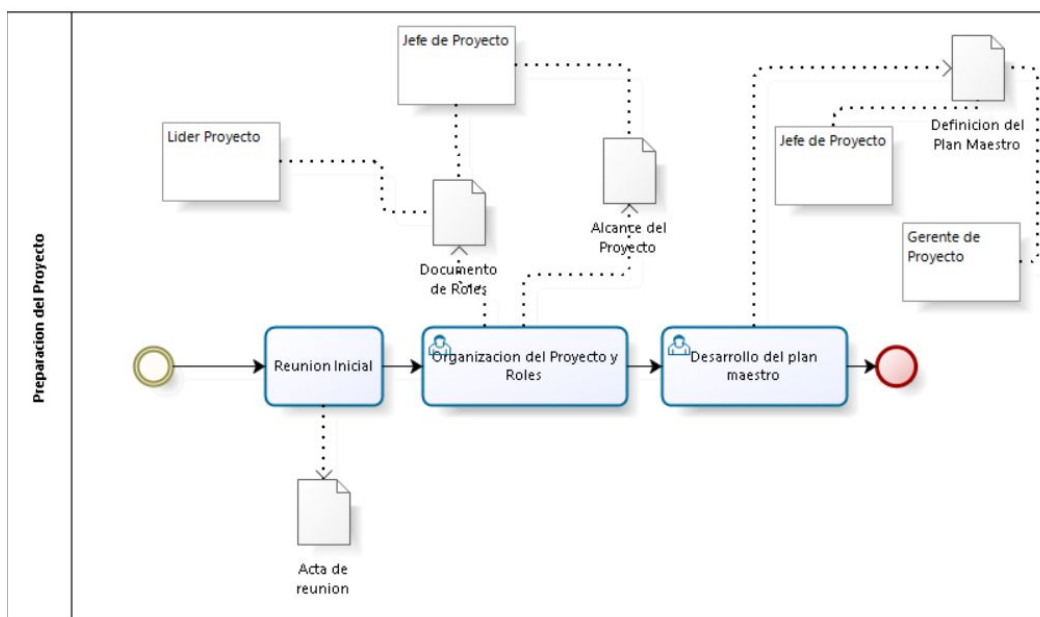 Preparacion del Proyecto
Jefe de Proyecto
Lider Proyecto
Documento
de Roles
Alcance del
Proyecto
Definicion del
Plan Maestro
Jefe de Proyecto
Gerente de
Proyecto
Reunion Inicial
Organizacion del Proyecto y
Roles
Desarrollo del plan
maestro
Acta de
reunion